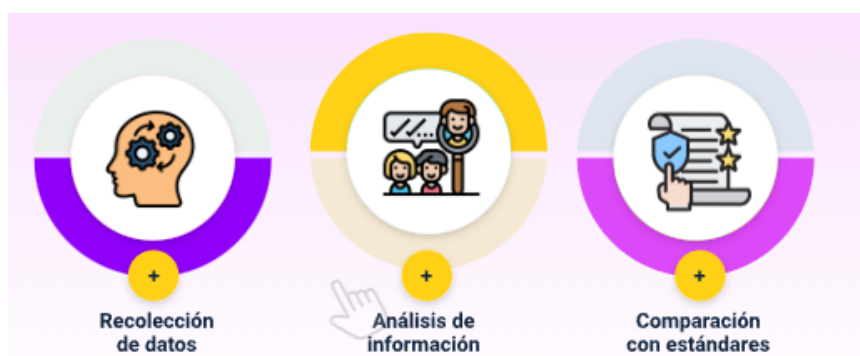 +
+
+
Recolección
de datos
Análisis de
información
Comparación
con estándares